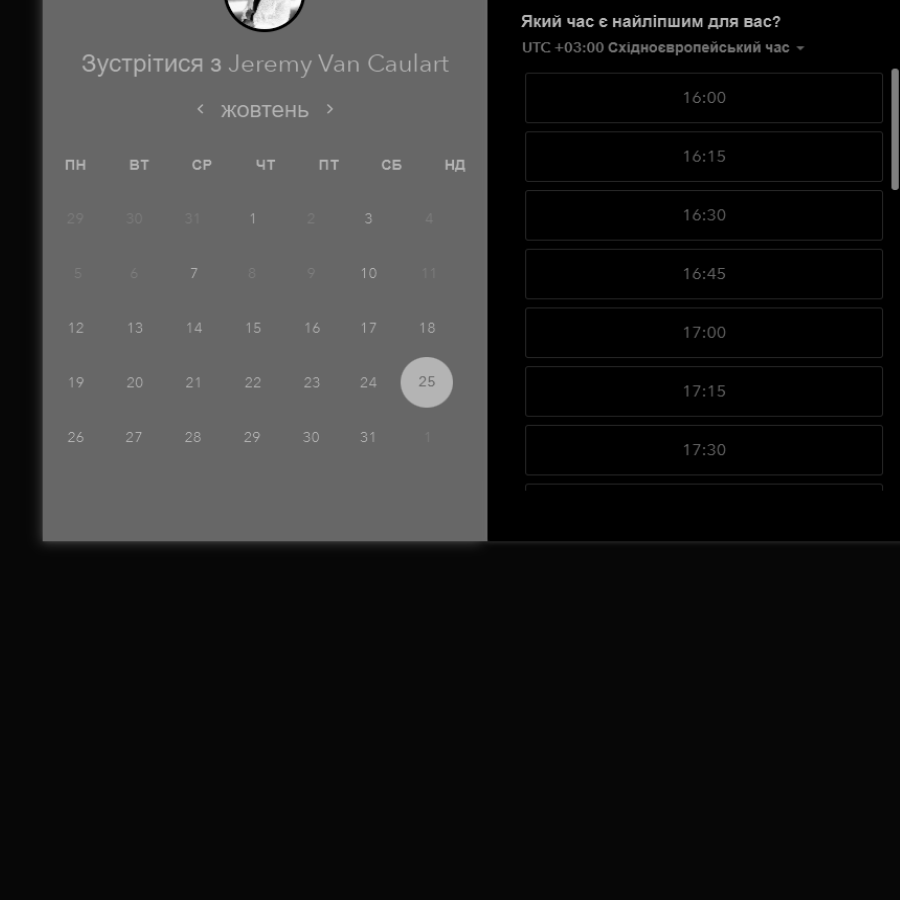 Зустрітися з Jeremy Van Caulart
жовтень
ПН ВТ СР ЧТ ПТ СБ НД
29 30 31 1 2 3 4
5 6 7 8 9 10 11
12 13 14 15 16 17 18
19 20 21 22 23 24 25
26 27 28 29 30 31 1
Який час є найліпшим для вас?
UTC +03:00 Східноєвропейський час
16:00
16:15
16:30
16:45
17:00
17:15
17:30